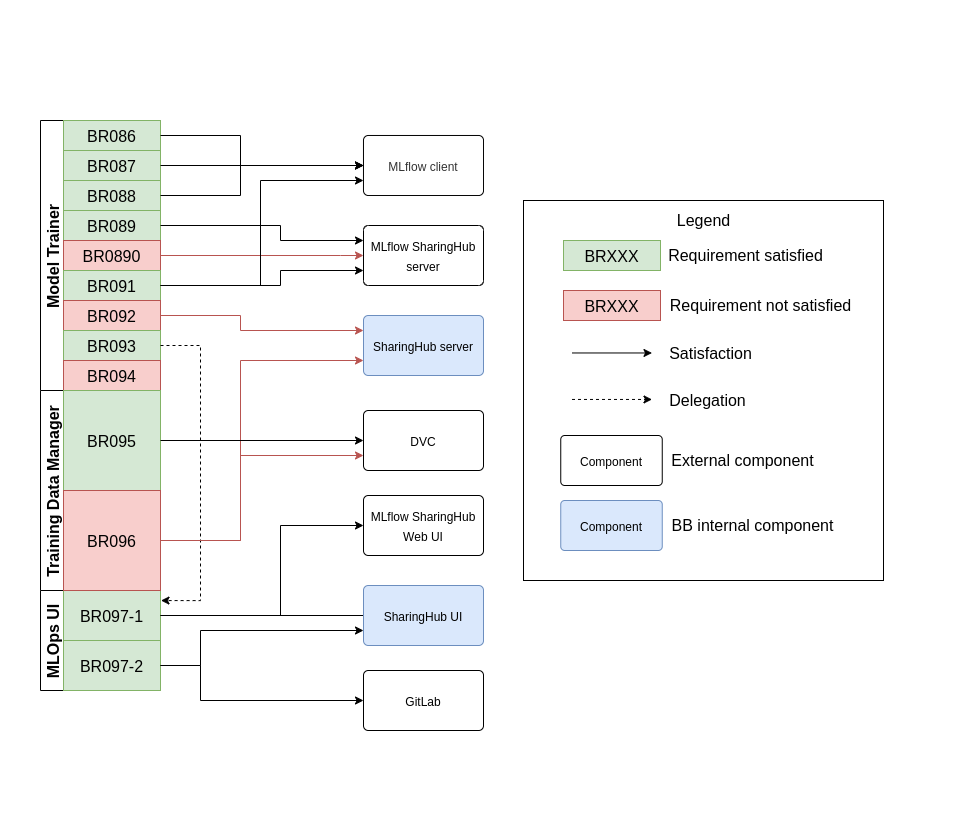 Model Trainer
BR086
BR087
BR088
BR089
BR0890
BR091
BR092
BR093
BR094
Training Data Manager
BR095
BR096
MLOps UI
BR097-1
BR097-2
MLflow client
MLflow SharingHub
server
SharingHub server
DVC
MLflow SharingHub
Web UI
SharingHub UI
GitLab
Legend
BRXXX Requirement satisfied
BRXXX Requirement not satisfied
Satisfaction
Delegation
Component External component
Component BB internal component